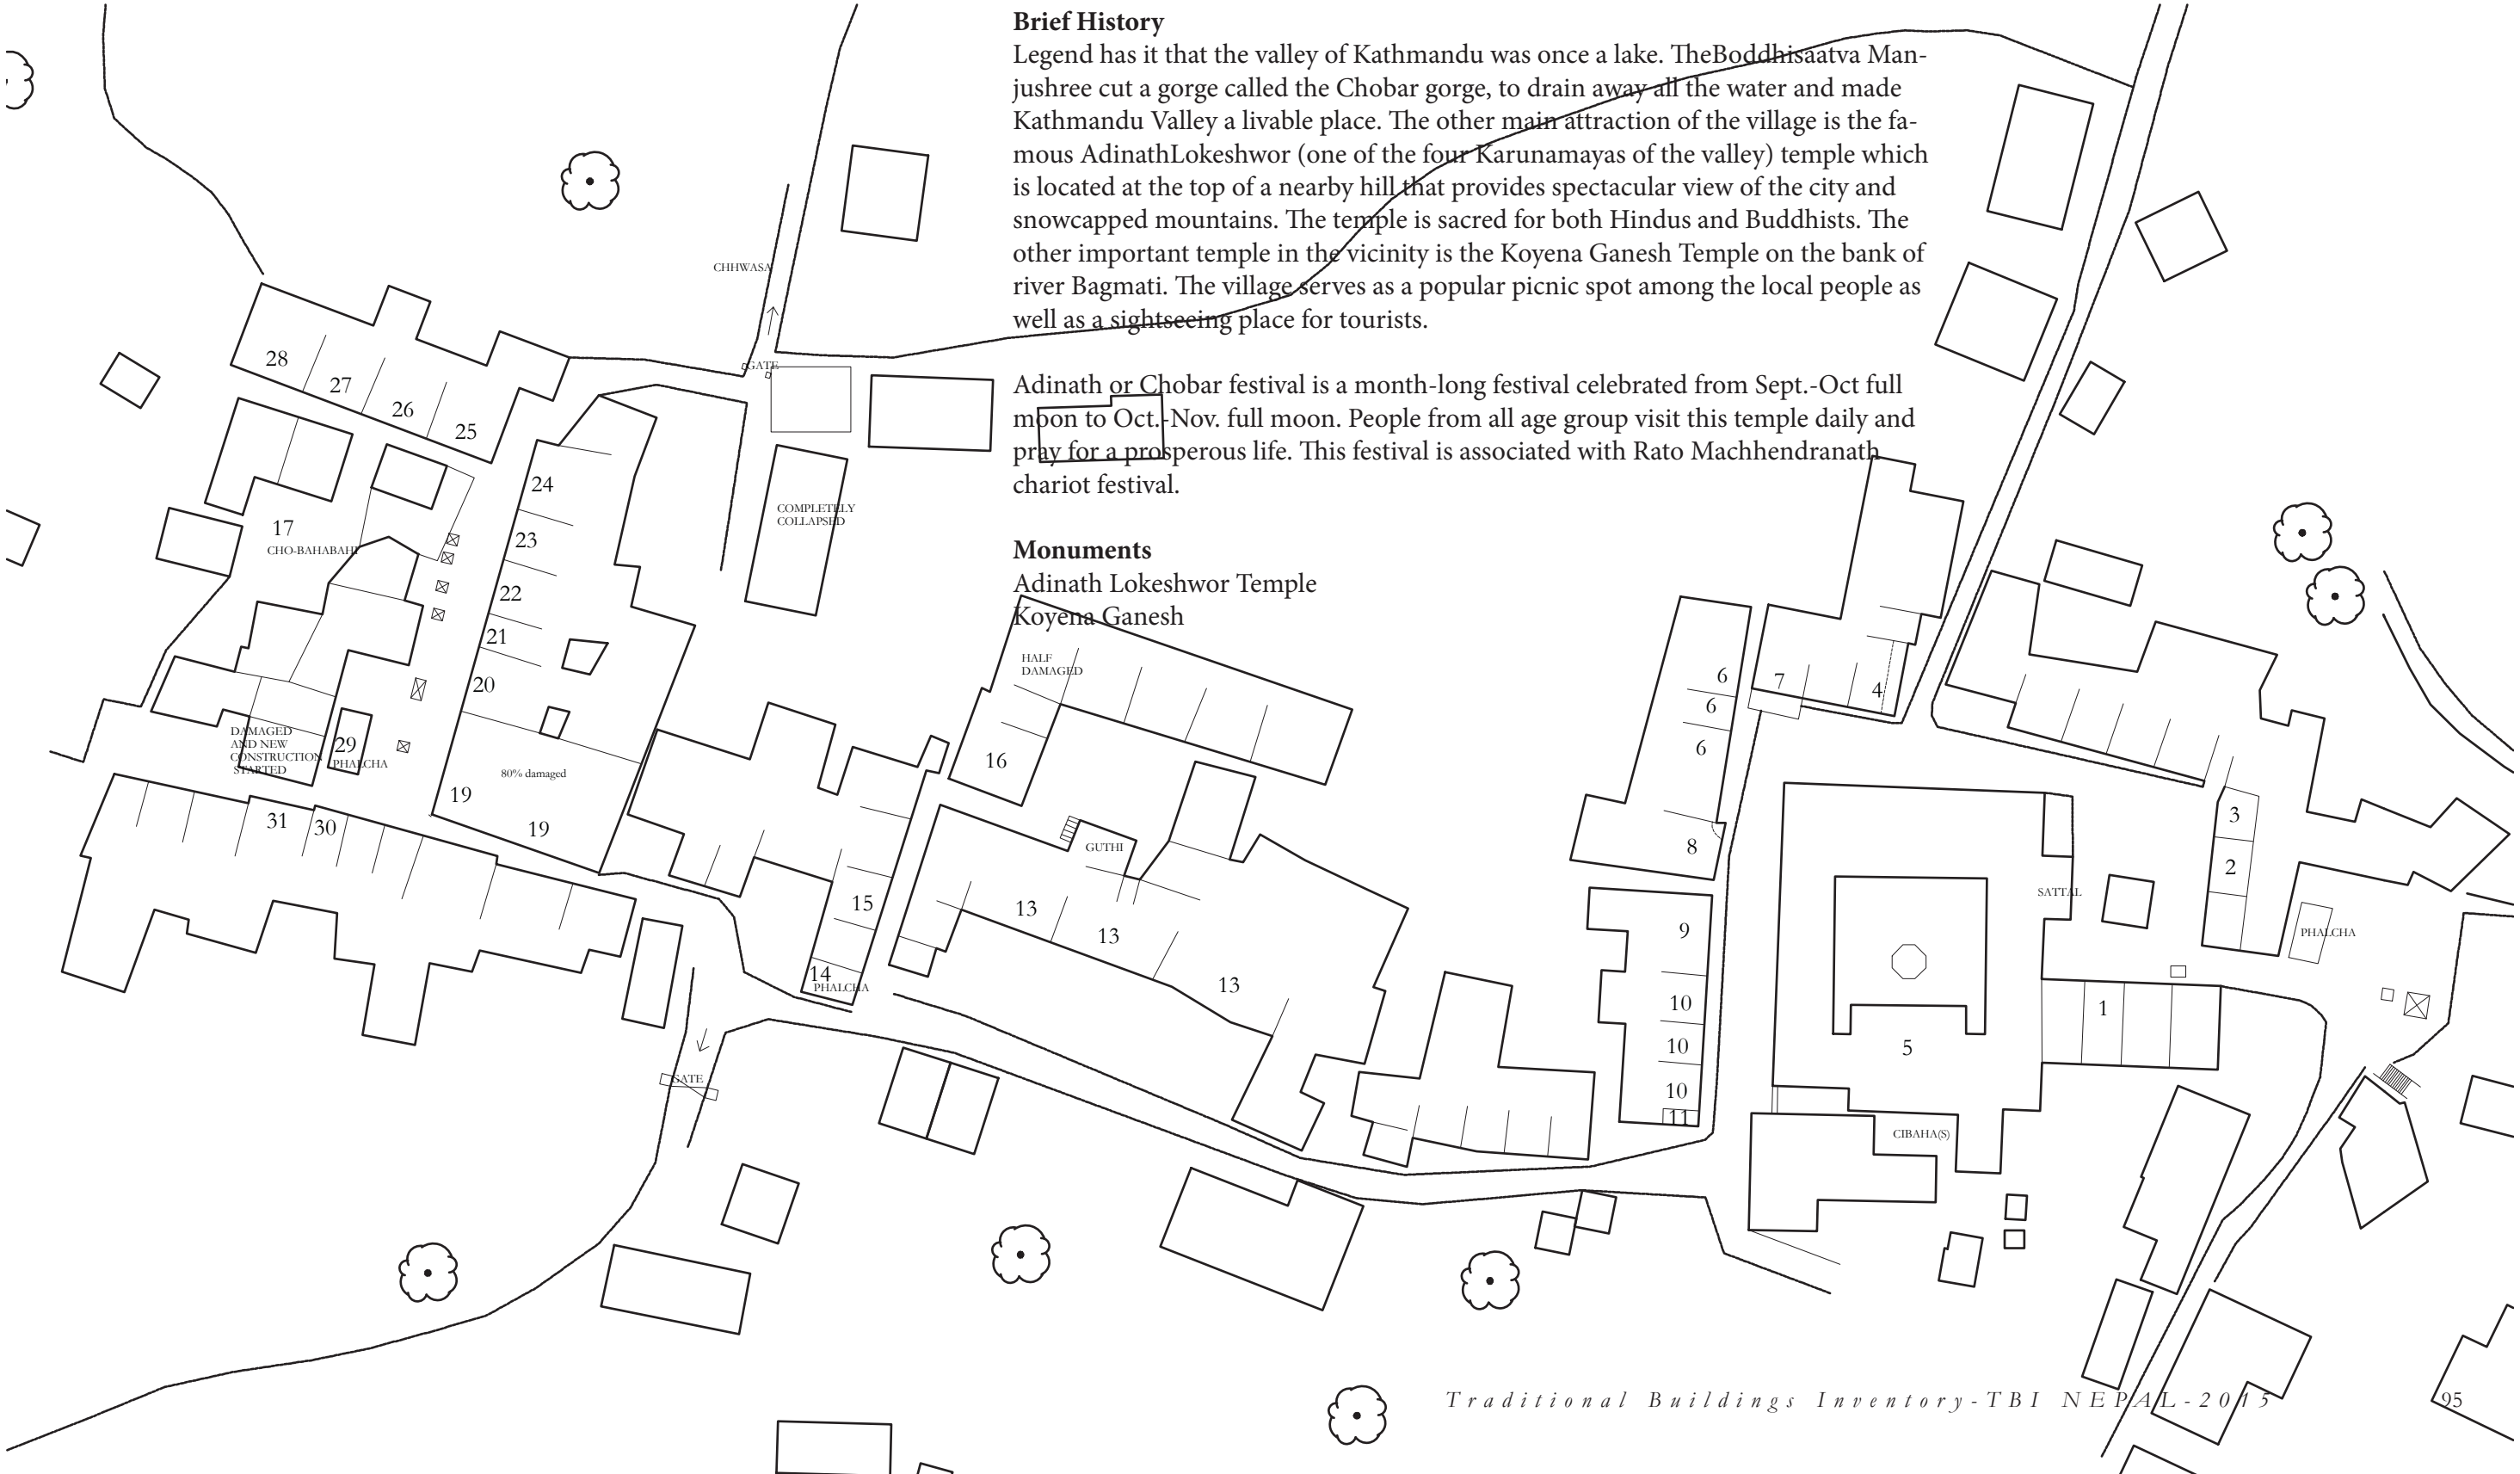 Brief History
Legend has it that the valley of Kathmandu was once a lake. TheBoddhisaatva Man-
jushree cut a gorge called the Chobar gorge, to drain away all the water and made
Kathmandu Valley a livable place. The other main attraction of the village is the fa-
mous AdinathLokeshwor (one of the four Karunamayas of the valley) temple which
is located at the top of a nearby hill that provides spectacular view of the city and
snowcapped mountains. The temple is sacred for both Hindus and Buddhists. The
other important temple in the vicinity is the Koyena Ganesh Temple on the bank of
river Bagmati. The village serves as a popular picnic spot among the local people as
well as a sightseeing place for tourists.
Adinath or Chobar festival is a month-long festival celebrated from Sept.-Oct full
moon to Oct.-Nov. full moon. People from all age group visit this temple daily and
pray for a prosperous life. This festival is associated with Rato Machhendranath
chariot festival.
Monuments
Adinath Lokeshwor Temple
Koyena Ganesh
CHHWASA
GATE
28
27
26
25
24
23
22
21
20
19
80% damaged
19
17
CHO-BAHABAHI
COMPLETELY
COLLAPSED
DAMAGED
AND NEW
CONSTRUCTION
STARTED
29
PHALCHA
31
30
HALF
DAMAGED
16
GUTHI
15
14
PHALCHA
13
13
13
GATE
6
6
6
7
4
8
9
10
10
10
11
3
2
SATTAL
PHALCHA
1
5
CIBAHA(S)
Traditional Buildings Inventory-TBI NEPAL-2015
95